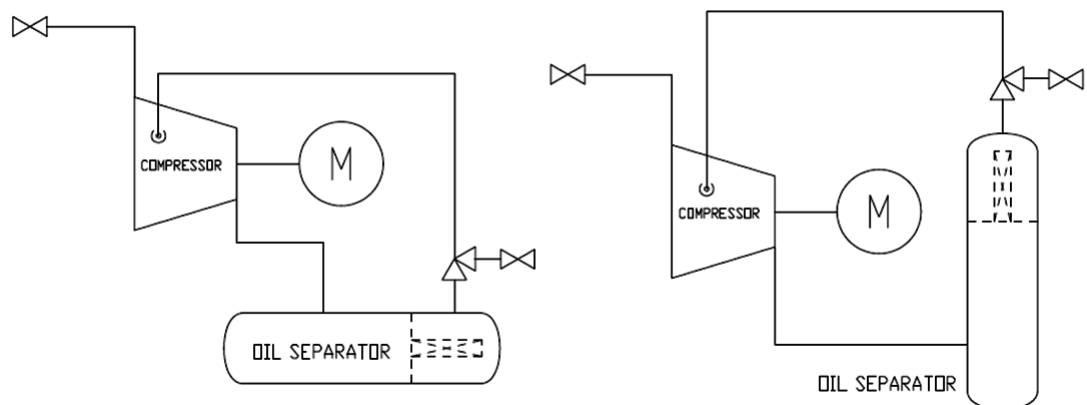 COMPRESSOR
M
OIL SEPARATOR
COMPRESSOR
M
OIL SEPARATOR